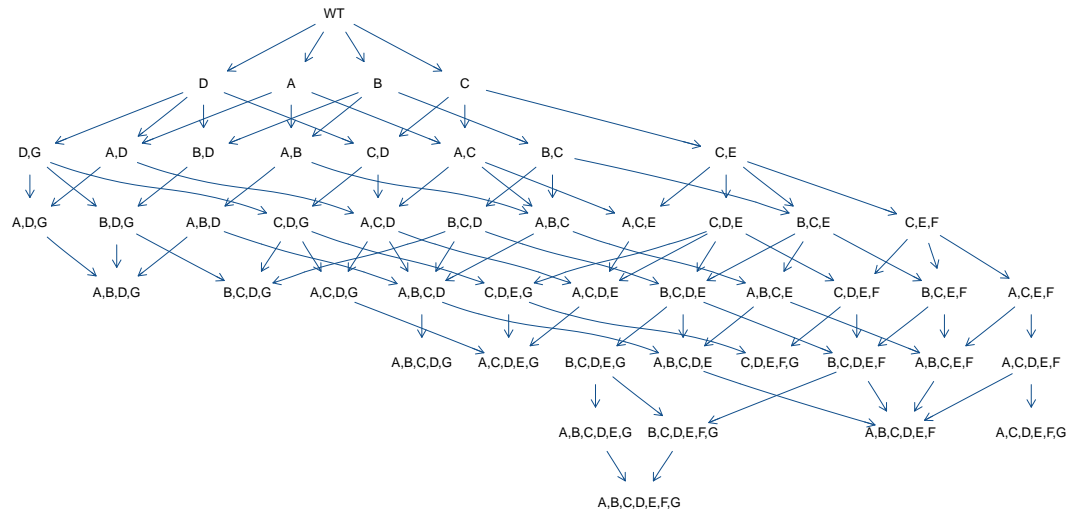 WT
D A B C
D,G A,D B,D A,B C,D A,C B,C C,E
A,D,G B,D,G A,B,D C,D,G A,C,D B,C,D A,B,C A,C,E C,D,E B,C,E C,E,F
A,B,D,G B,C,D,G A,C,D,G A,B,C,D C,D,E,G A,C,D,E B,C,D,E A,B,C,E C,D,E,F B,C,E,F A,C,E,F
A,B,C,D,G A,C,D,E,G B,C,D,E,G A,B,C,D,E C,D,E,F,G B,C,D,E,F A,B,C,E,F A,C,D,E,F
A,B,C,D,E,G B,C,D,E,F,G A,B,C,D,E,F A,C,D,E,F,G
A,B,C,D,E,F,G